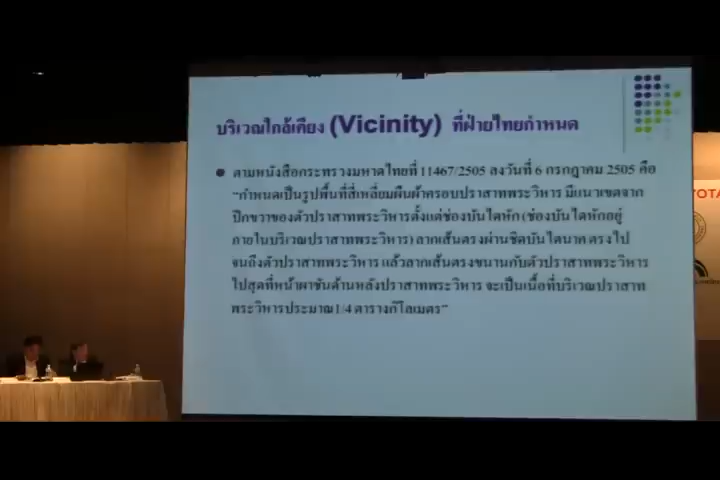 บริเวณใกล้เคียง (Vicinity) ที่ฝ่ายไทยกำหนด
ตามหนังสือกระทรวงมหาดไทยที่ 11467/2505 ลงวันที่ 6 กรกฎาคม 2505 คือ
“กำหนดเป็นรูปพื้นที่สี่เหลี่ยมผืนผ้าครอบปราสาทพระวิหาร มีแนวเขตจาก
ปีกขวาของตัวปราสาทพระวิหารตั้งแต่ช่องบันไดหัก (ช่องบันไดหักอยู่
ภายในบริเวณปราสาทพระวิหาร) ลากเส้นตรงผ่านชิดบันไดนาคตรงไป
จนถึงตัวปราสาทพระวิหาร แล้วลากเส้นตรงขนานกับตัวปราสาทพระวิหาร
ไปสุดที่หน้าผาชันด้านหลังปราสาทพระวิหาร จะเป็นเนื้อที่บริเวณปราสาท
พระวิหารประมาณ 1/4 ตารางกิโลเมตร”
YOTA